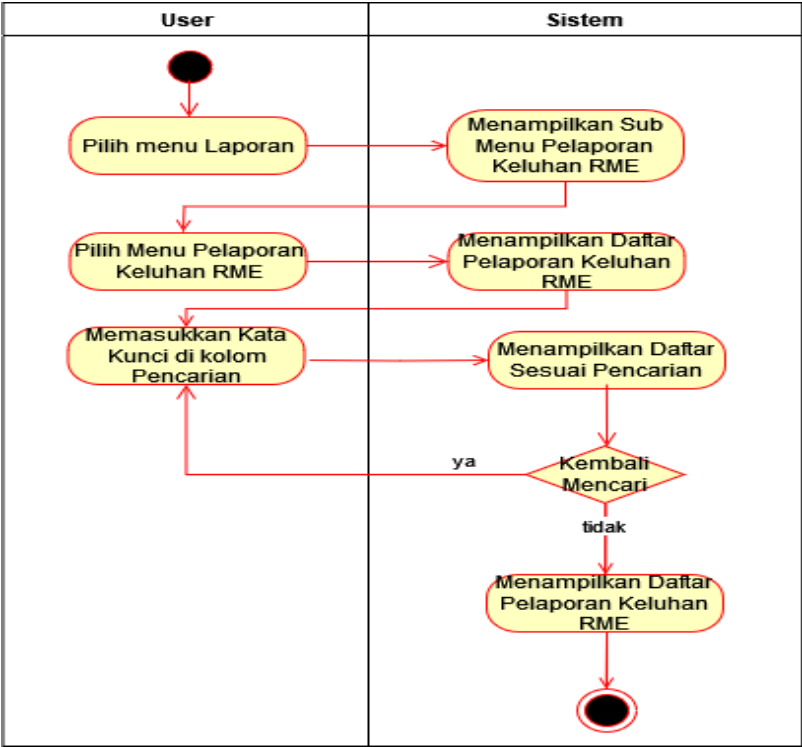 User
Sistem
Pilih menu Laporan
Menampilkan Sub
Menu Pelaporan
Keluhan RME
Pilih Menu Pelaporan
Keluhan RME
Menampilkan Daftar
Pelaporan Keluhan
RME
Memasukkan Kata
Kunci di kolom
Pencarian
Menampilkan Daftar
Sesuai Pencarian
ya
Kembali
Mencari
tidak
Menampilkan Daftar
Pelaporan Keluhan
RME